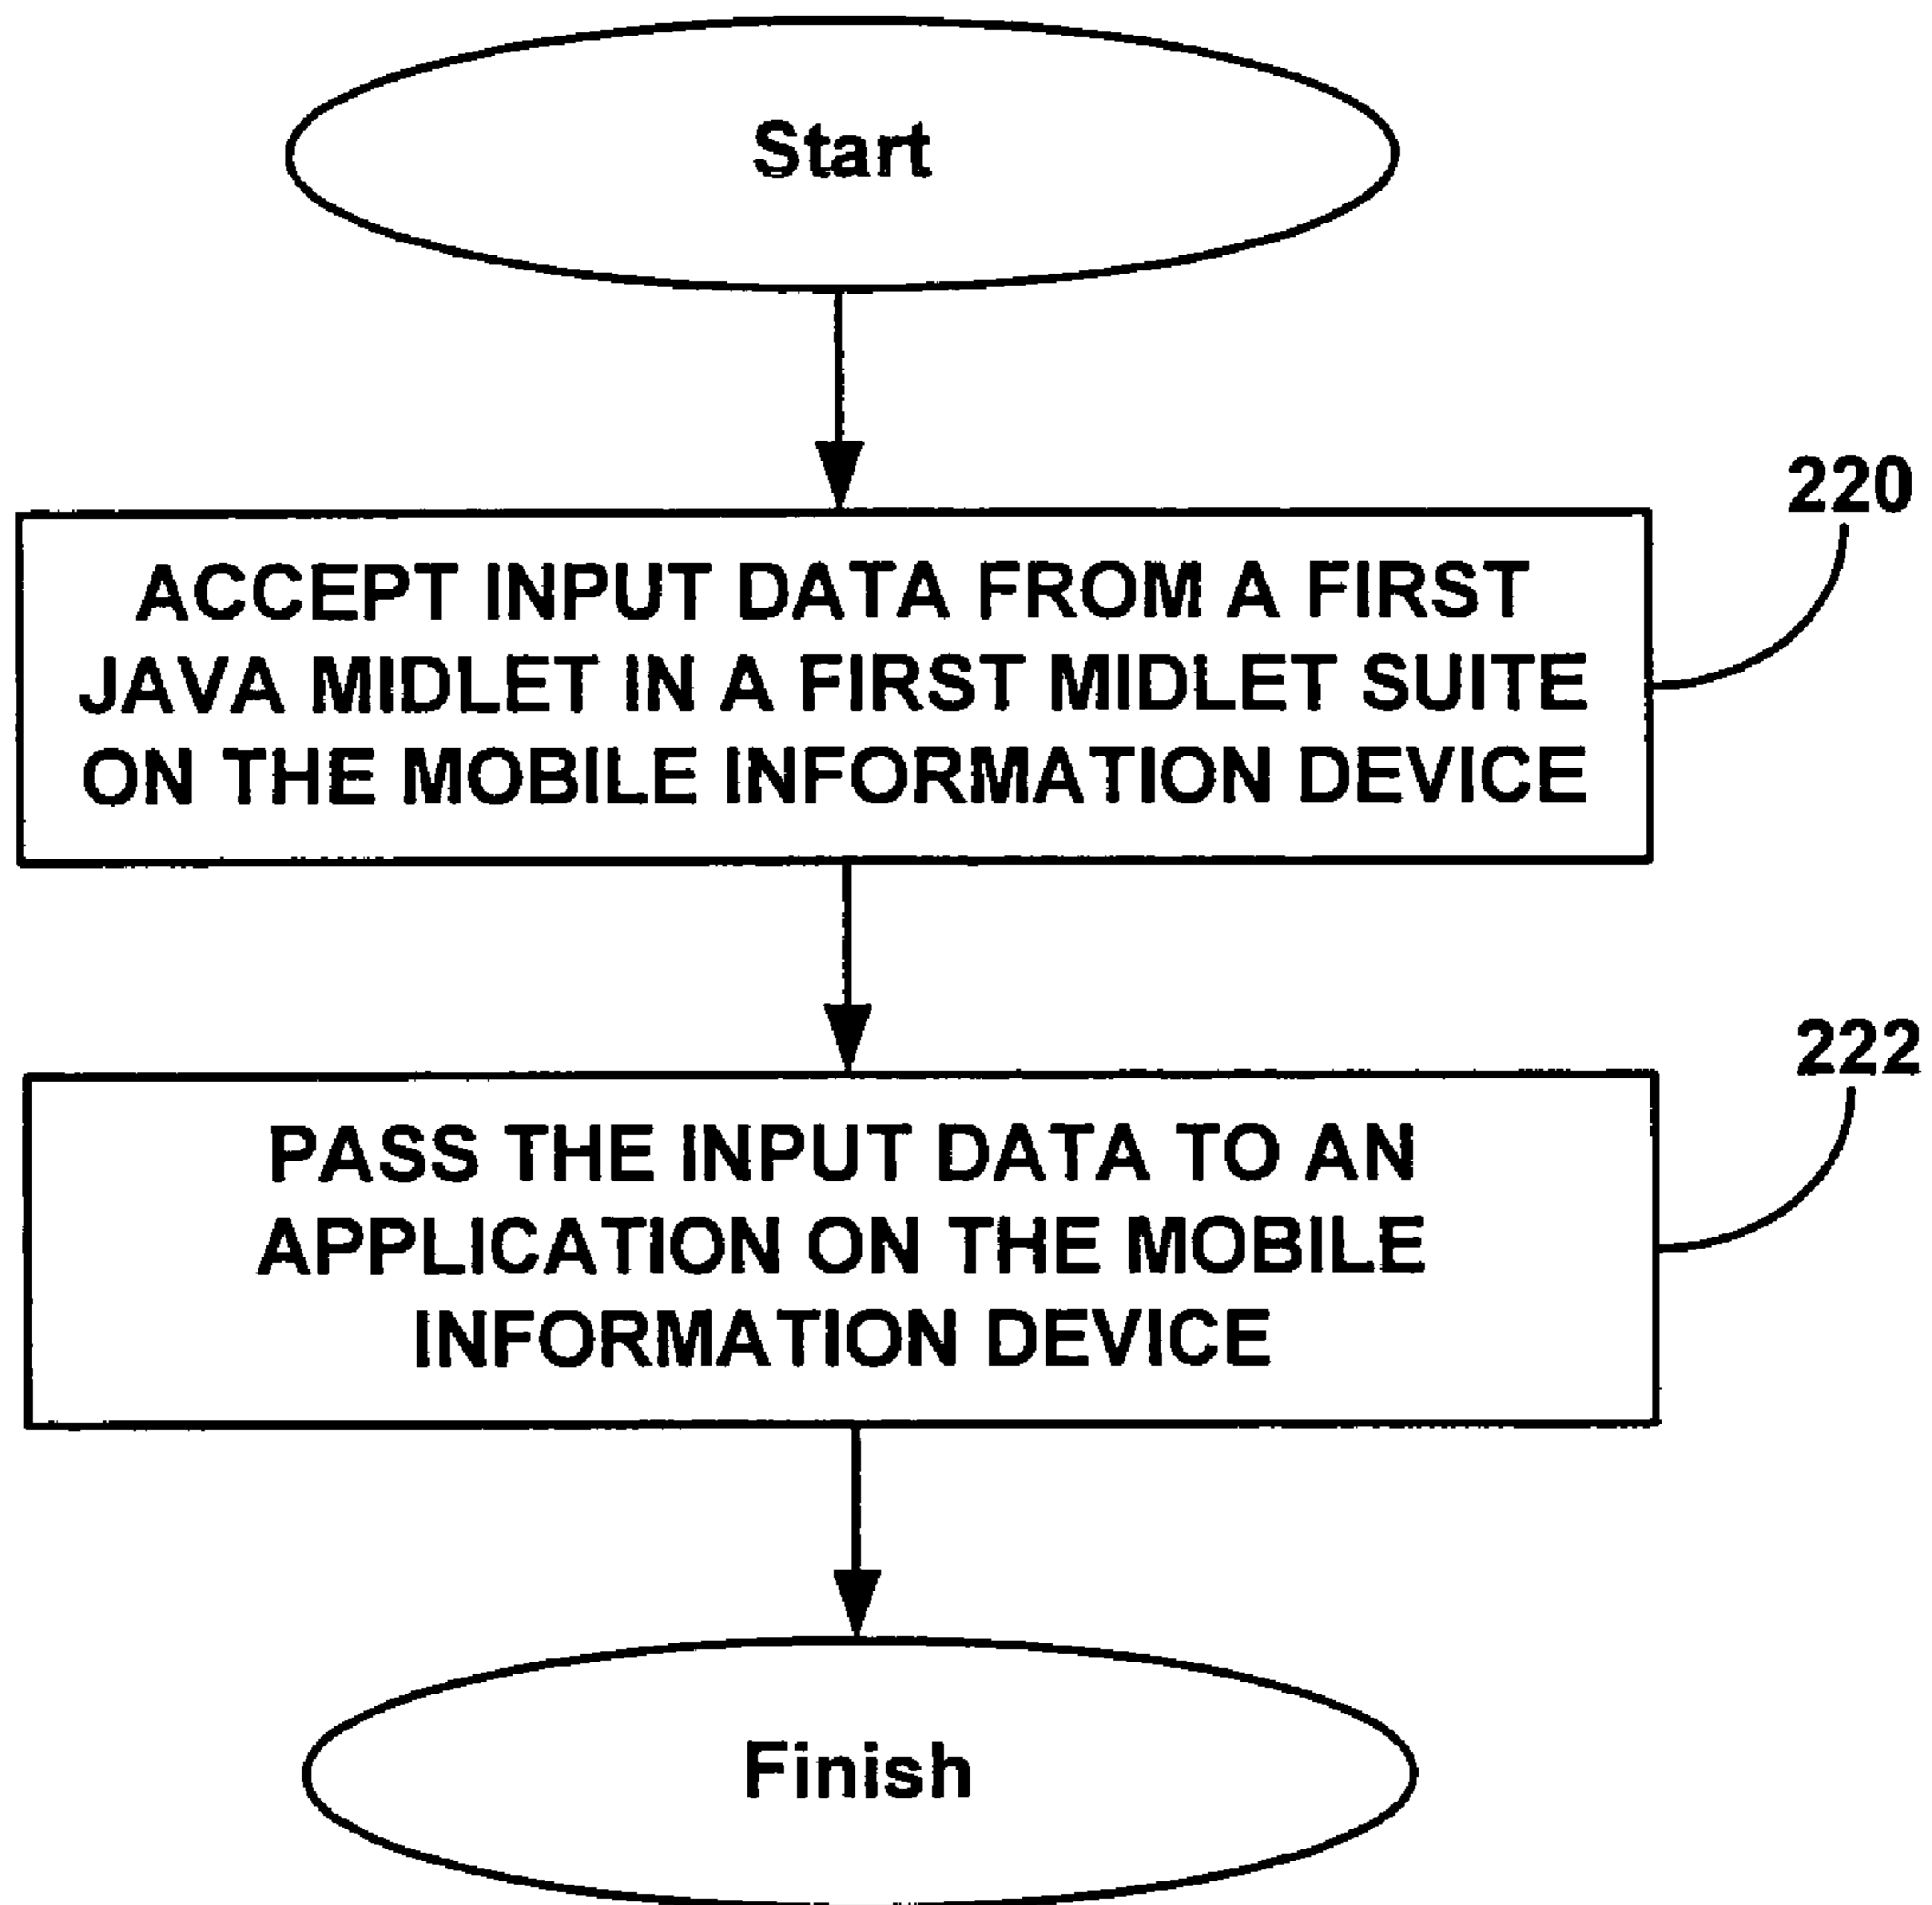 Start
220
ACCEPT INPUT DATA FROM A FIRST
JAVA MIDLET IN A FIRST MIDLET SUITE
ON THE MOBILE INFORMATION DEVICE
222
PASS THE INPUT DATA TO AN
APPLICATION ON THE MOBILE
INFORMATION DEVICE
Finish